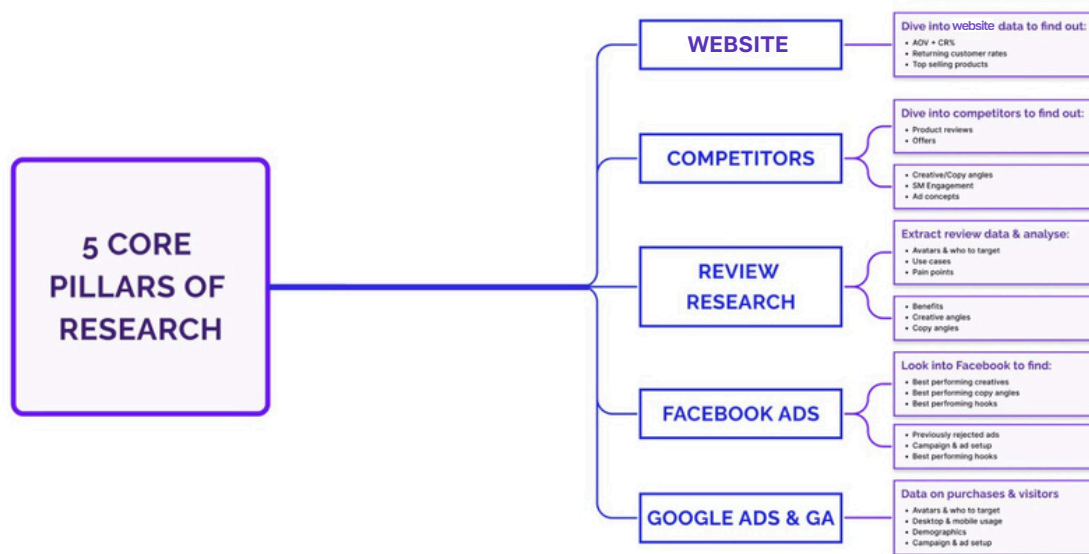 5 CORE
PILLARS OF
RESEARCH
WEBSITE
Dive into website data to find out:
• AOV + CR%
• Returning customer rates
• Top selling products
COMPETITORS
Dive into competitors to find out:
• Product reviews
• Offers
• Creative/Copy angles
• SM Engagement
• Ad concepts
REVIEW
RESEARCH
Extract review data & analyse:
• Avatars & who to target
• Use cases
• Pain points
• Benefits
• Creative angles
• Copy angles
FACEBOOK ADS
Look into Facebook to find:
• Best performing creatives
• Best performing copy angles
• Best perfroming hooks
• Previously rejected ads
• Campaign & ad setup
• Best performing hooks
GOOGLE ADS & GA
Data on purchases & visitors
• Avatars & who to target
• Desktop & mobile usage
• Demographics
• Campaign & ad setup